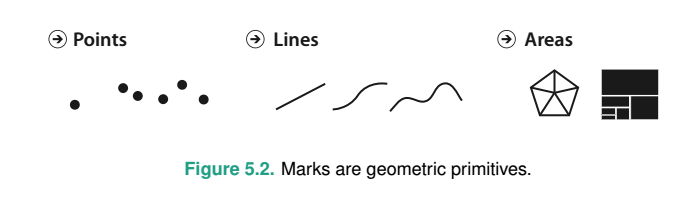 Points Lines Areas
Figure 5.2. Marks are geometric primitives.